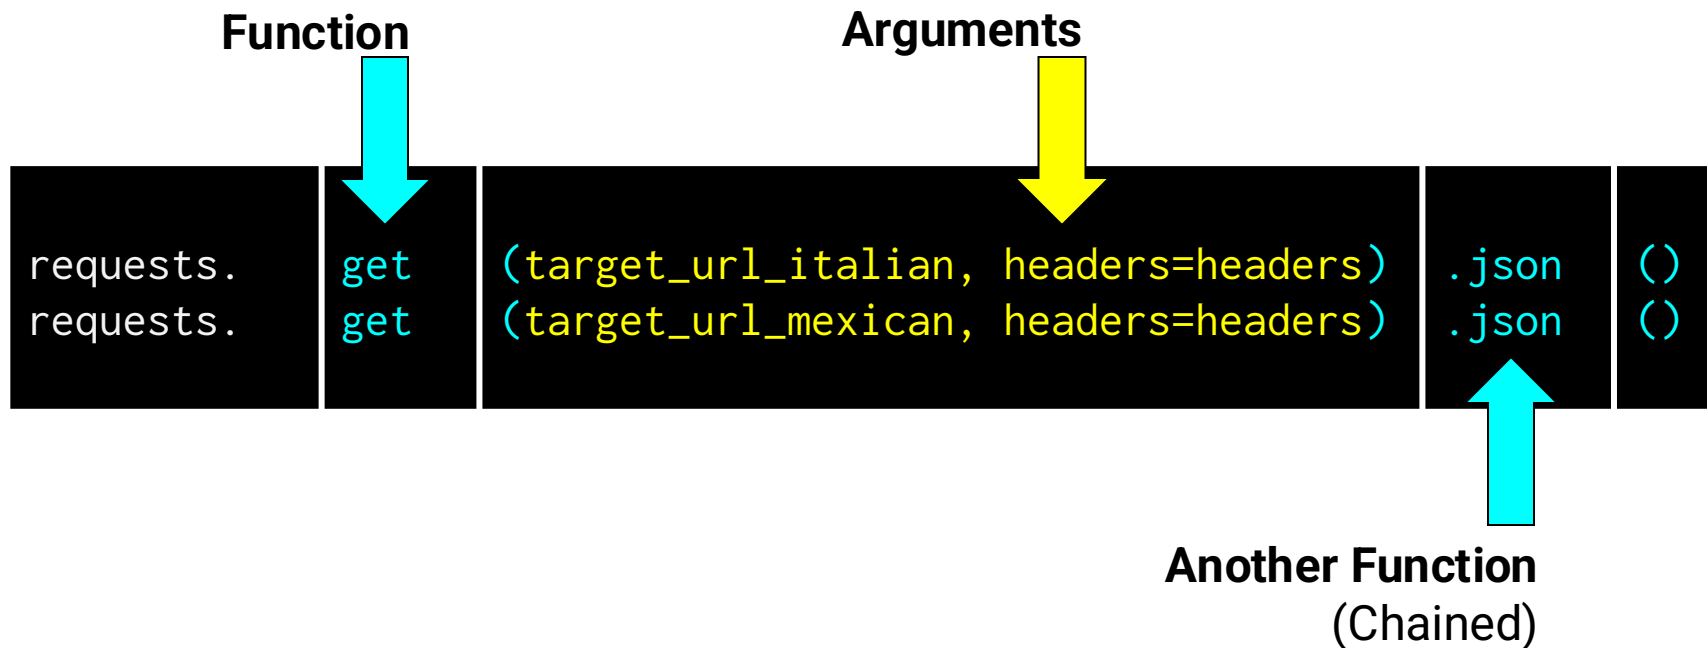 Function
Arguments
requests. get (target_url_italian, headers=headers) .json ()
requests. get (target_url_mexican, headers=headers) .json ()
Another Function
(Chained)